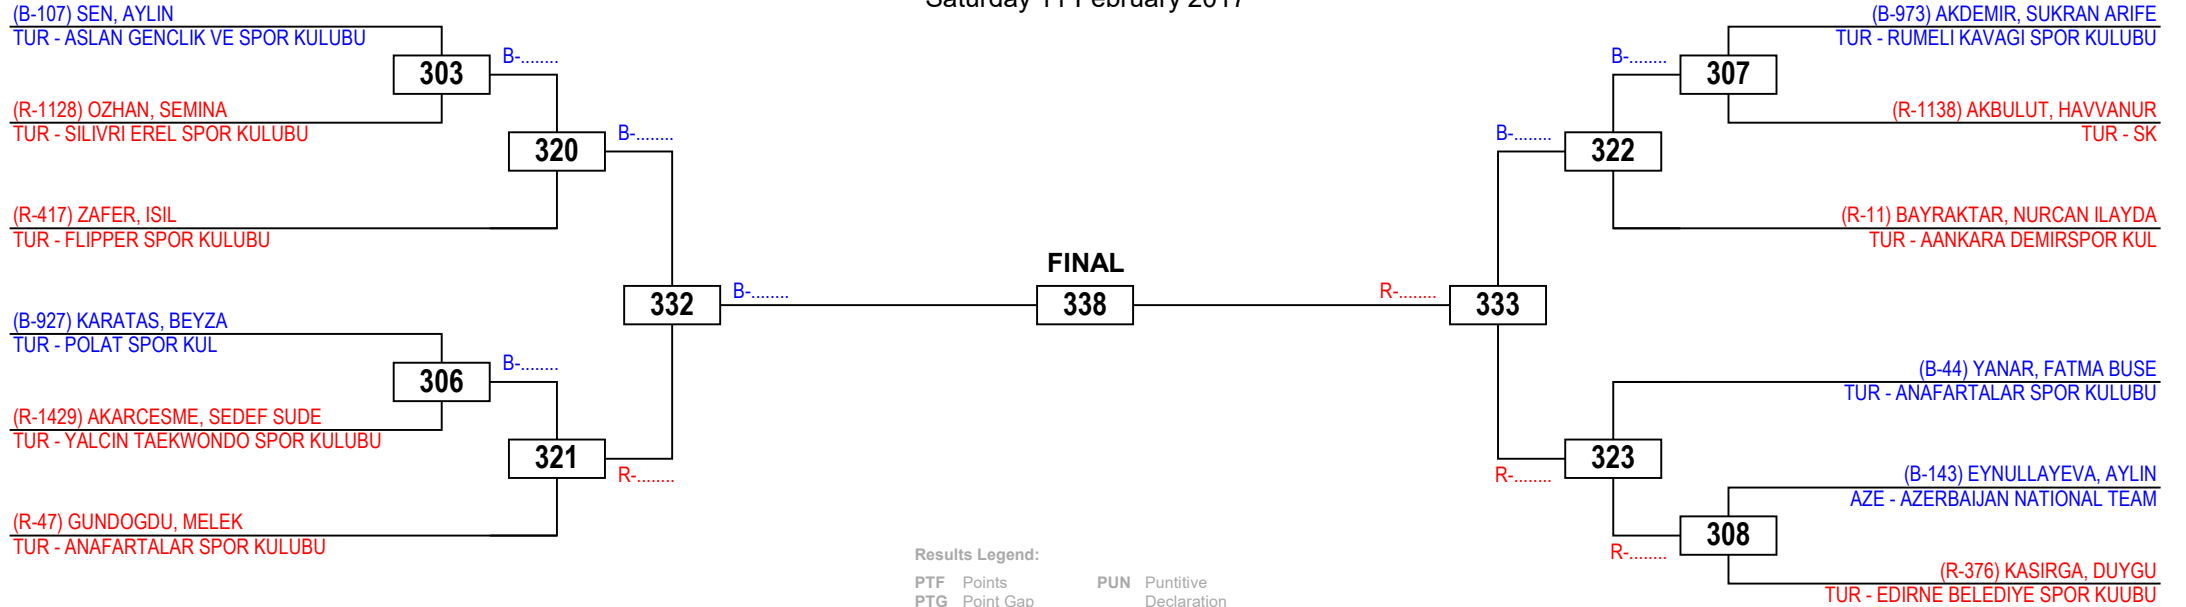 Saturday 11 February 2017
(B-107) SEN, AYLIN
TUR - ASLAN GENCLIK VE SPOR KULUBU
303
B-........
(R-1128) OZHAN, SEMINA
TUR - SILIVRI EREL SPOR KULUBU
320
B-........
(R-417) ZAFER, ISIL
TUR - FLIPPER SPOR KULUBU
332
B-........
(B-927) KARATAS, BEYZA
TUR - POLAT SPOR KUL
306
B-........
(R-1429) AKARCESME, SEDEF SUDE
TUR - YALCIN TAEKWONDO SPOR KULUBU
321
R-........
(R-47) GUNDOGDU, MELEK
TUR - ANAFARTALAR SPOR KULUBU
FINAL
338
(B-973) AKDEMIR, SUKRAN ARIFE
TUR - RUMELI KAVAGI SPOR KULUBU
B-........
307
(R-1138) AKBULUT, HAVVANUR
TUR - SK
B-........
322
(R-11) BAYRAKTAR, NURCAN ILAYDA
TUR - AANKARA DEMIRSPOR KUL
R-........
333
(B-44) YANAR, FATMA BUSE
TUR - ANAFARTALAR SPOR KULUBU
R-........
323
(B-143) EYNULLAYEVA, AYLIN
AZE - AZERBAIJAN NATIONAL TEAM
R-........
308
(R-376) KASIRGA, DUYGU
TUR - EDIRNE BELEDIYE SPOR KUUBU
Results Legend:
PTF Points PUN Puntitive
PTG Point Gap Declaration